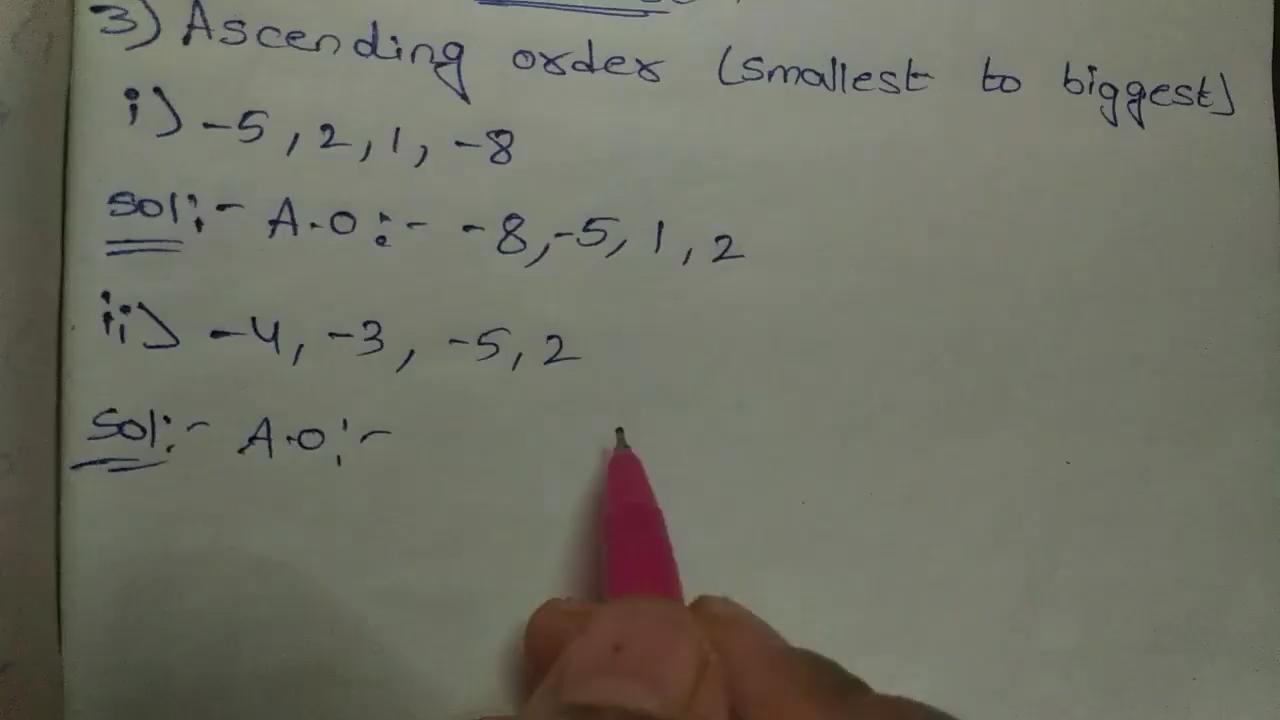 3) Ascending order (smallest to biggest)
i) -5, 2, 1, -8
Sol:- A.O:- -8, -5, 1, 2
ii) -4, -3, -5, 2
Sol:- A.O:-